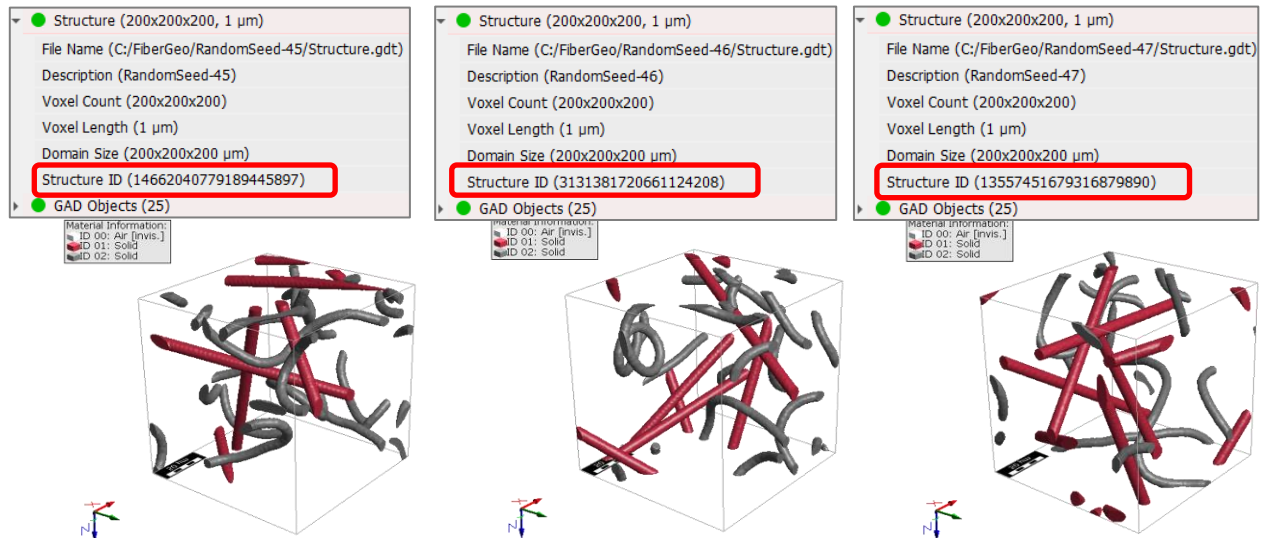 Structure (200x200x200, 1 µm)
File Name (C:/FiberGeo/RandomSeed-45/Structure.gdt)
Description (RandomSeed-45)
Voxel Count (200x200x200)
Voxel Length (1 µm)
Domain Size (200x200x200 µm)
Structure ID (14662040779189445897)
GAD Objects (25)
Material Information:
ID 00: Air [invis.]
ID 01: Solid
ID 02: Solid
X
Z
Structure (200x200x200, 1 µm)
File Name (C:/FiberGeo/RandomSeed-46/Structure.gdt)
Description (RandomSeed-46)
Voxel Count (200x200x200)
Voxel Length (1 µm)
Domain Size (200x200x200 µm)
Structure ID (3131381720661124208)
GAD Objects (25)
Material Information:
ID 00: Air [invis.]
ID 01: Solid
ID 02: Solid
X
Z
Structure (200x200x200, 1 µm)
File Name (C:/FiberGeo/RandomSeed-47/Structure.gdt)
Description (RandomSeed-47)
Voxel Count (200x200x200)
Voxel Length (1 µm)
Domain Size (200x200x200 µm)
Structure ID (13557451679316879890)
GAD Objects (25)
Material Information:
ID 00: Air [invis.]
ID 01: Solid
ID 02: Solid
X
Z